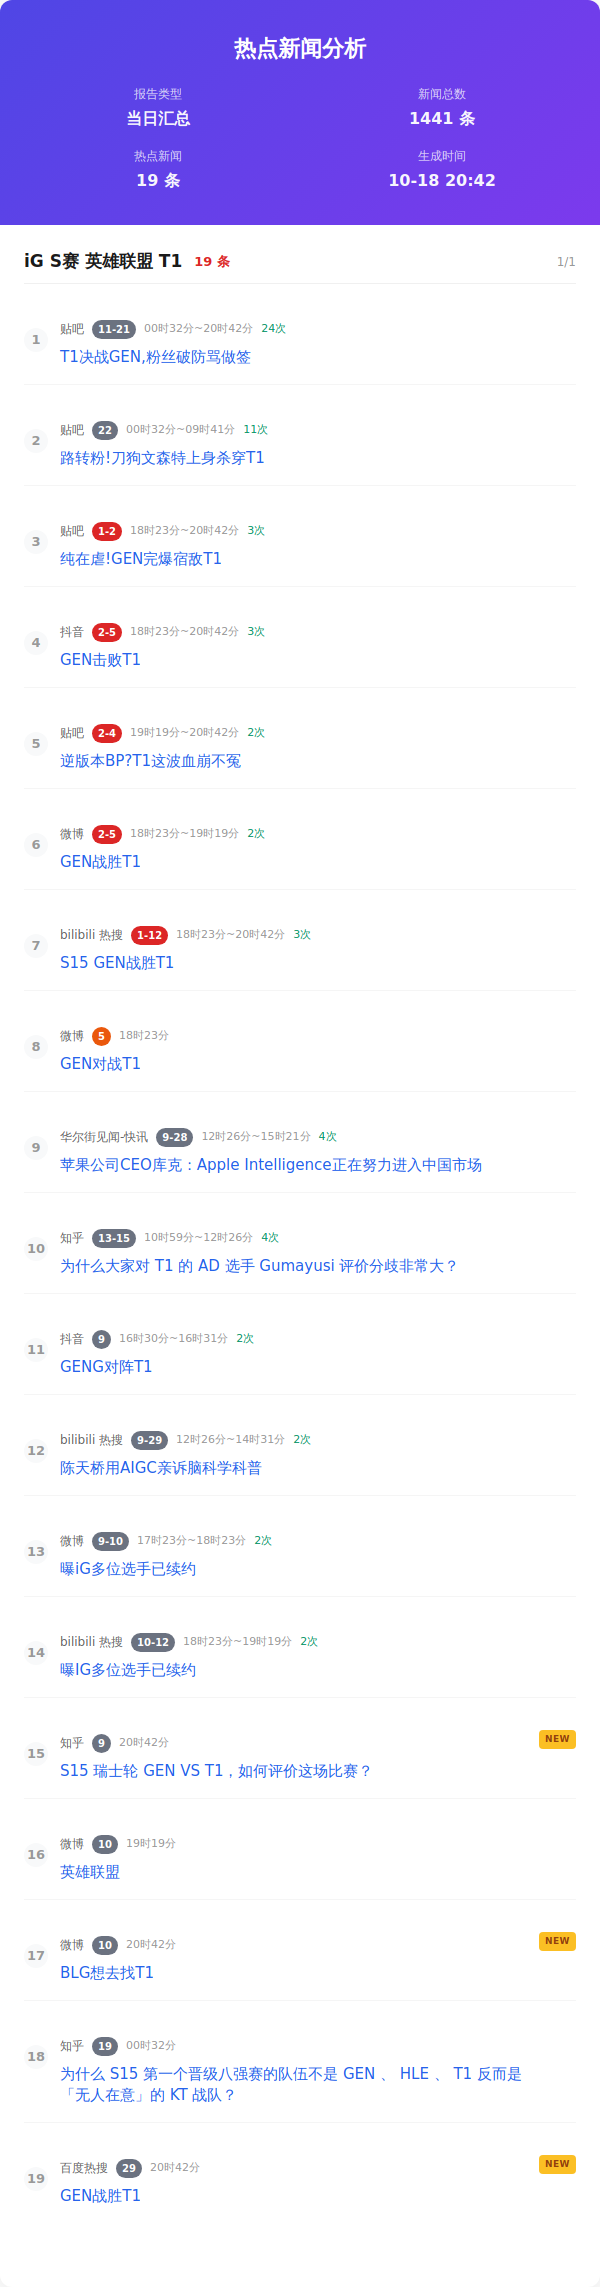 热点新闻分析
报告类型
新闻总数
当日汇总
1441 条
热点新闻
生成时间
19 条
10-18 20:42
iG S赛 英雄联盟 T1 19 条 1/1
1
贴吧 11-21 00时32分~20时42分 24次
T1决战GEN,粉丝破防骂做签
2
贴吧 22 00时32分~09时41分 11次
路转粉!刀狗文森特上身杀穿T1
3
贴吧 1-2 18时23分~20时42分 3次
纯在虐!GEN完爆宿敌T1
4
抖音 2-5 18时23分~20时42分 3次
GEN击败T1
5
贴吧 2-4 19时19分~20时42分 2次
逆版本BP?T1这波血崩不冤
6
微博 2-5 18时23分~19时19分 2次
GEN战胜T1
7
bilibili 热搜 1-12 18时23分~20时42分 3次
S15 GEN战胜T1
8
微博 5 18时23分
GEN对战T1
9
华尔街见闻-快讯 9-28 12时26分~15时21分 4次
苹果公司CEO库克：Apple Intelligence正在努力进入中国市场
10
知乎 13-15 10时59分~12时26分 4次
为什么大家对 T1 的 AD 选手 Gumayusi 评价分歧非常大？
11
抖音 9 16时30分~16时31分 2次
GENG对阵T1
12
bilibili 热搜 9-29 12时26分~14时31分 2次
陈天桥用AIGC亲诉脑科学科普
13
微博 9-10 17时23分~18时23分 2次
曝iG多位选手已续约
14
bilibili 热搜 10-12 18时23分~19时19分 2次
曝IG多位选手已续约
15
知乎 9 20时42分 NEW
S15 瑞士轮 GEN VS T1，如何评价这场比赛？
16
微博 10 19时19分
英雄联盟
17
微博 10 20时42分 NEW
BLG想去找T1
18
知乎 19 00时32分
为什么 S15 第一个晋级八强赛的队伍不是 GEN 、 HLE 、 T1 反而是
「无人在意」的 KT 战队？
19
百度热搜 29 20时42分 NEW
GEN战胜T1